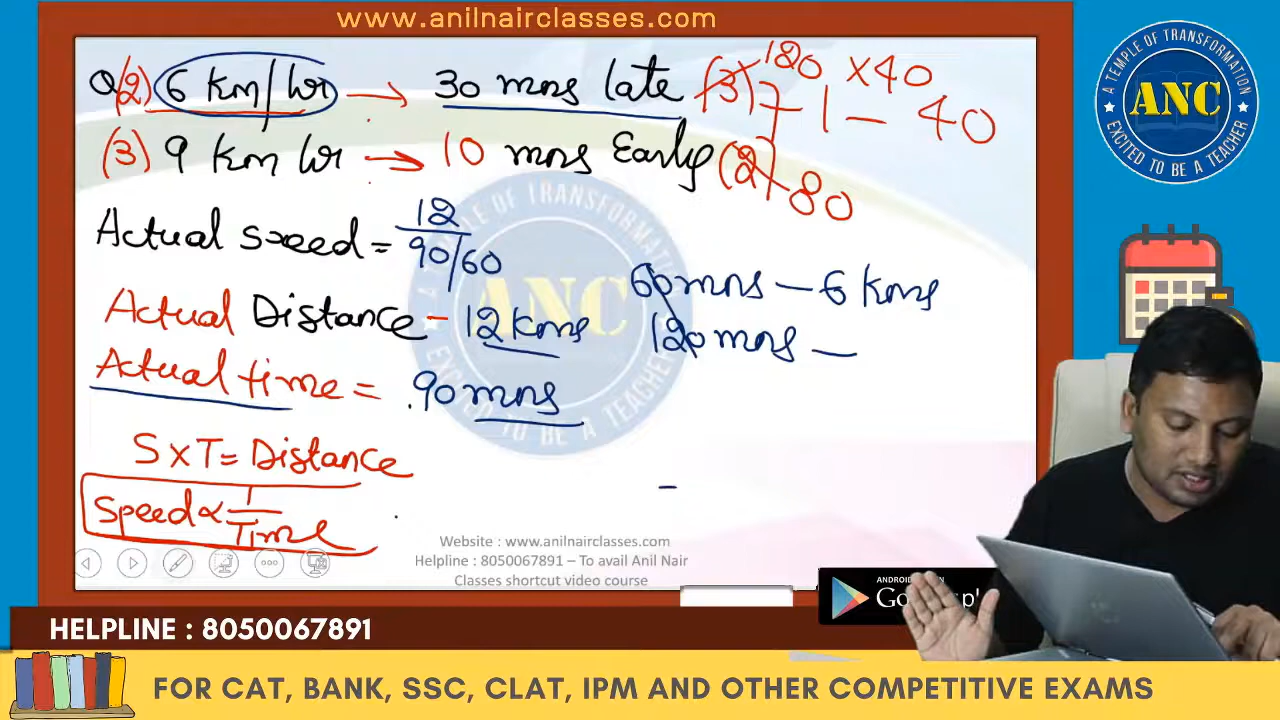 www.anilnairclasses.com
Q(2) 6 km/hr → 30 mns late (3) 120 ×40
7 1 - 40
(3) 9 km hr → 10 mns Early (2) - 80
Actual speed = 12
90/60
60 mns - 6 kms
Actual Distance - 12 kms
120 mns -
Actual time = 90 mns
S x T = Distance
Speed ∝ 1
Time
Website : www.anilnairclasses.com
Helpline : 8050067891 – To avail Anil Nair
Classes shortcut video course
A TEMPLE OF TRANSFORMATION
ANC
EXCITED TO BE A TEACHER
ANDROID
HELPLINE : 8050067891
FOR CAT, BANK, SSC, CLAT, IPM AND OTHER COMPETITIVE EXAMS